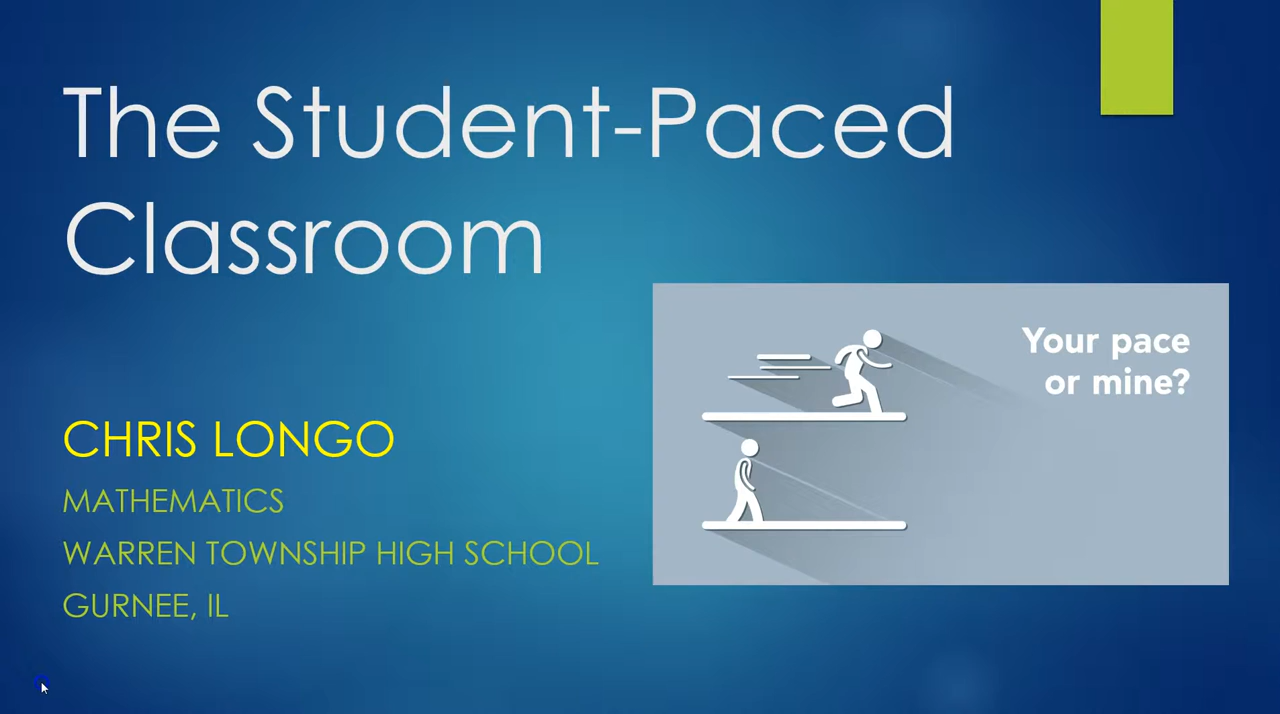 The Student-Paced
Classroom
Your pace
or mine?
CHRIS LONGO
MATHEMATICS
WARREN TOWNSHIP HIGH SCHOOL
GURNEE, IL